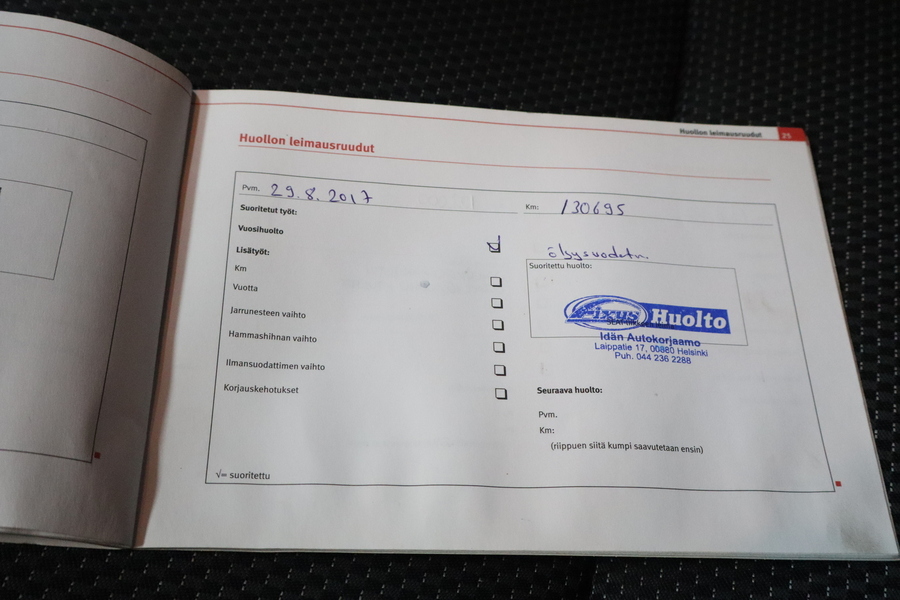 Huollon leimausruudut 25
Huollon leimausruudut
Pvm. 29.8.2017 Km: 130695
Suoritetut työt:
Vuosihuolto
Lisätyöt:
Km
Vuotta
Jarrunesteen vaihto
Hammashihnan vaihto
Ilmansuodattimen vaihto
Korjauskehotukset
√= suoritettu
öljysuodatin.
Suoritettu huolto:
Fixus Huolto
Idän Autokorjaamo
Laippatie 17, 00880 Helsinki
Puh. 044 236 2288
Seuraava huolto:
Pvm.
Km:
(riippuen siitä kumpi saavutetaan ensin)